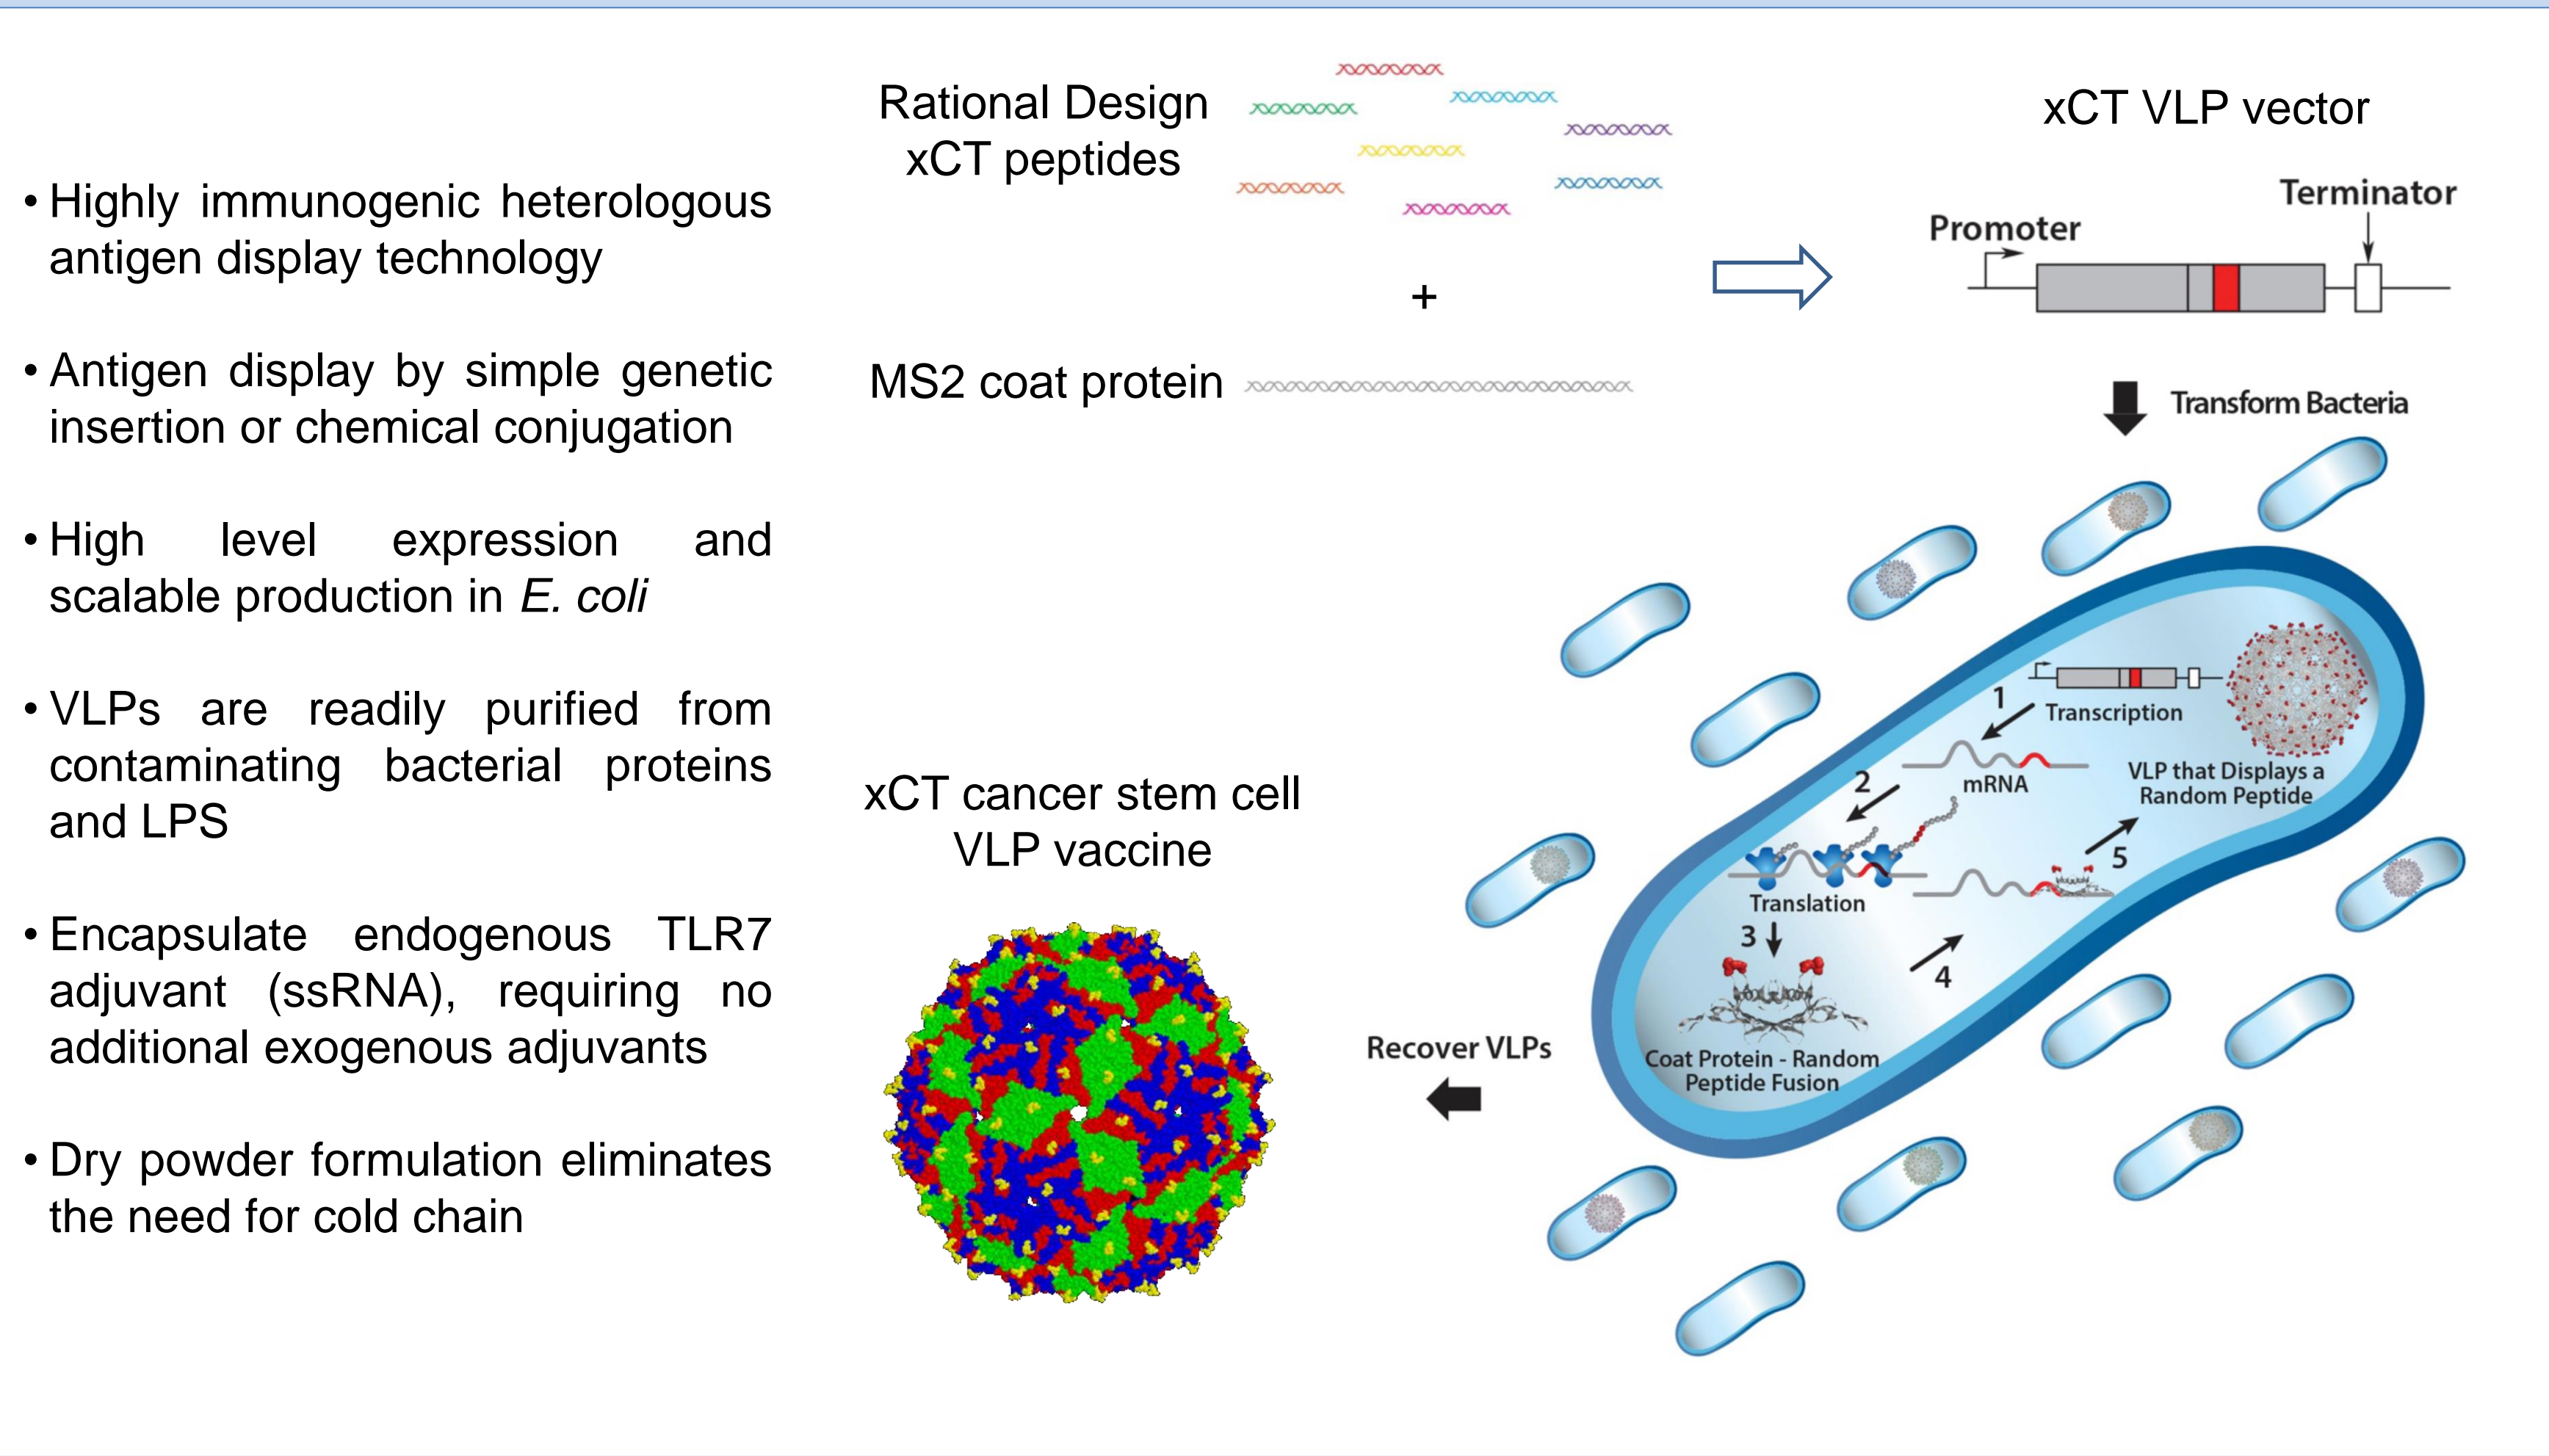 • Highly immunogenic heterologous
antigen display technology
• Antigen display by simple genetic
insertion or chemical conjugation
• High level expression and
scalable production in E. coli
• VLPs are readily purified from
contaminating bacterial proteins
and LPS
• Encapsulate endogenous TLR7
adjuvant (ssRNA), requiring no
additional exogenous adjuvants
• Dry powder formulation eliminates
the need for cold chain
Rational Design
xCT peptides
+
MS2 coat protein
xCT VLP vector
Promoter
Terminator
Transform Bacteria
1
Transcription
mRNA
2
Translation
3
Coat Protein - Random
Peptide Fusion
4
5
VLP that Displays a
Random Peptide
Recover VLPs
xCT cancer stem cell
VLP vaccine